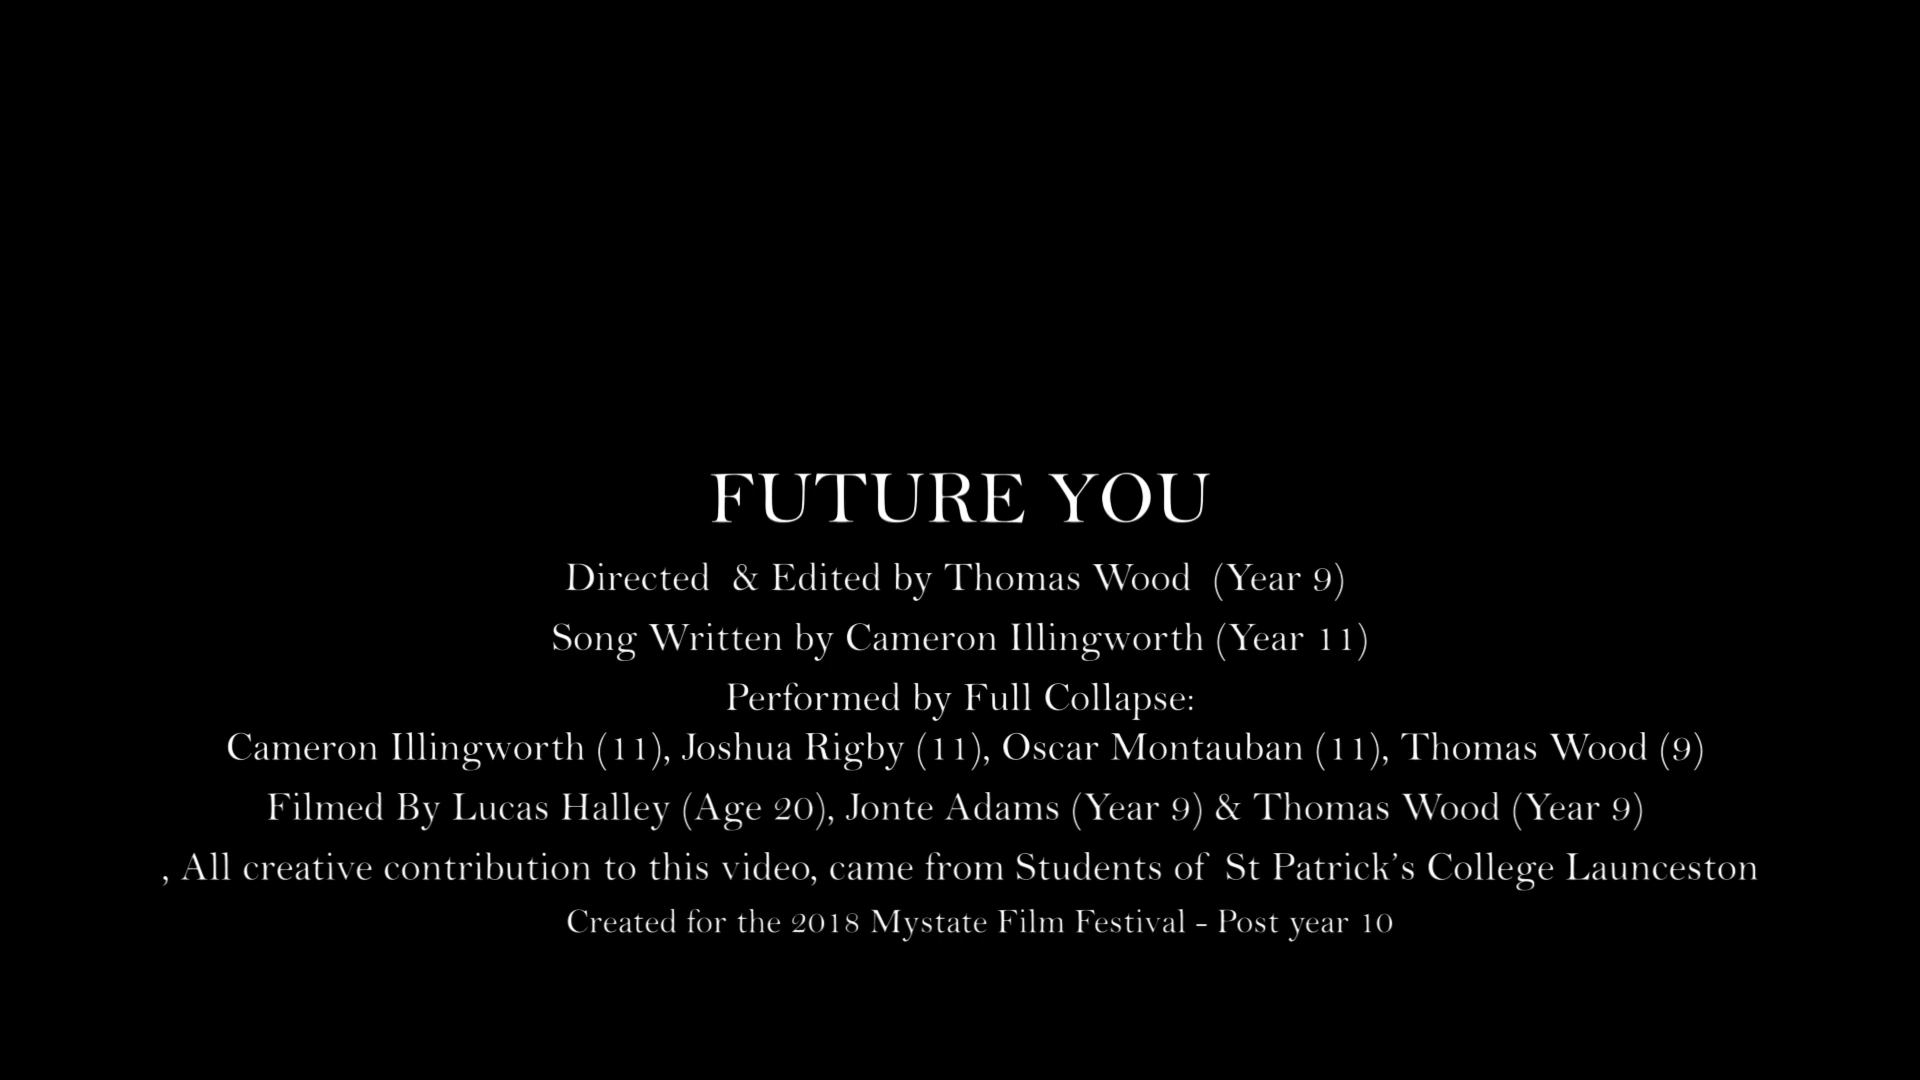 FUTURE YOU
Directed  & Edited by Thomas Wood  (Year 9)
Song Written by Cameron Illingworth (Year 11)
Performed by Full Collapse:
Cameron Illingworth (11), Joshua Rigby (11), Oscar Montauban (11), Thomas Wood (9)
Filmed By Lucas Halley (Age 20), Jonte Adams (Year 9) & Thomas Wood (Year 9)
, All creative contribution to this video, came from Students of  St Patrick’s College Launceston
Created for the 2018 Mystate Film Festival - Post year 10